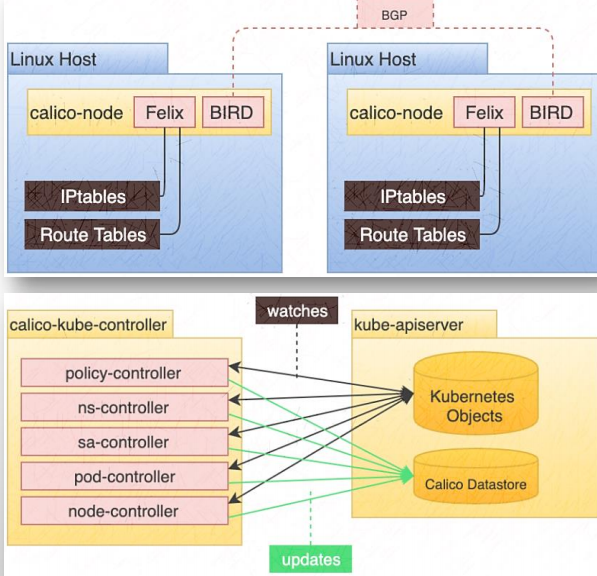 BGP
Linux Host
Linux Host
calico-node
Felix
BIRD
calico-node
Felix
BIRD
IPtables
IPtables
Route Tables
Route Tables
watches
calico-kube-controller
kube-apiserver
policy-controller
ns-controller
sa-controller
pod-controller
node-controller
Kubernetes
Objects
Calico Datastore
updates